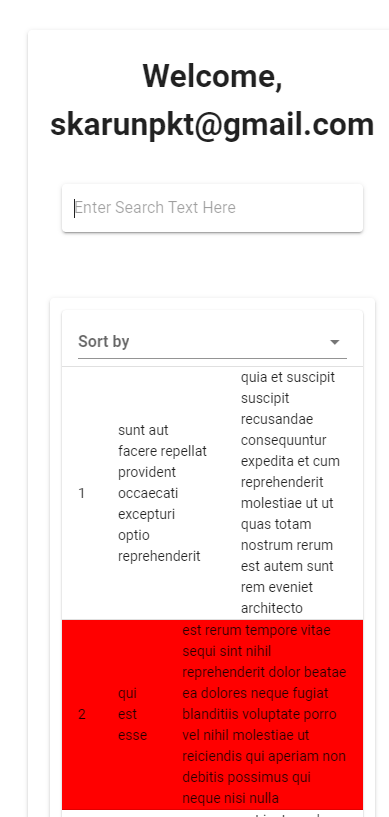 Welcome,
skarunpkt@gmail.com
Enter Search Text Here
Sort by
1
sunt aut
facere repellat
provident
occaecati
excepturi
optio
reprehenderit
quia et suscipit
suscipit
recusandae
consequuntur
expedita et cum
reprehenderit
molestiae ut ut
quas totam
nostrum rerum
est autem sunt
rem eveniet
architecto
2
qui
est
esse
est rerum tempore vitae
sequi sint nihil
reprehenderit dolor beatae
ea dolores neque fugiat
blanditiis voluptate porro
vel nihil molestiae ut
reiciendis qui aperiam non
debitis possimus qui
neque nisi nulla